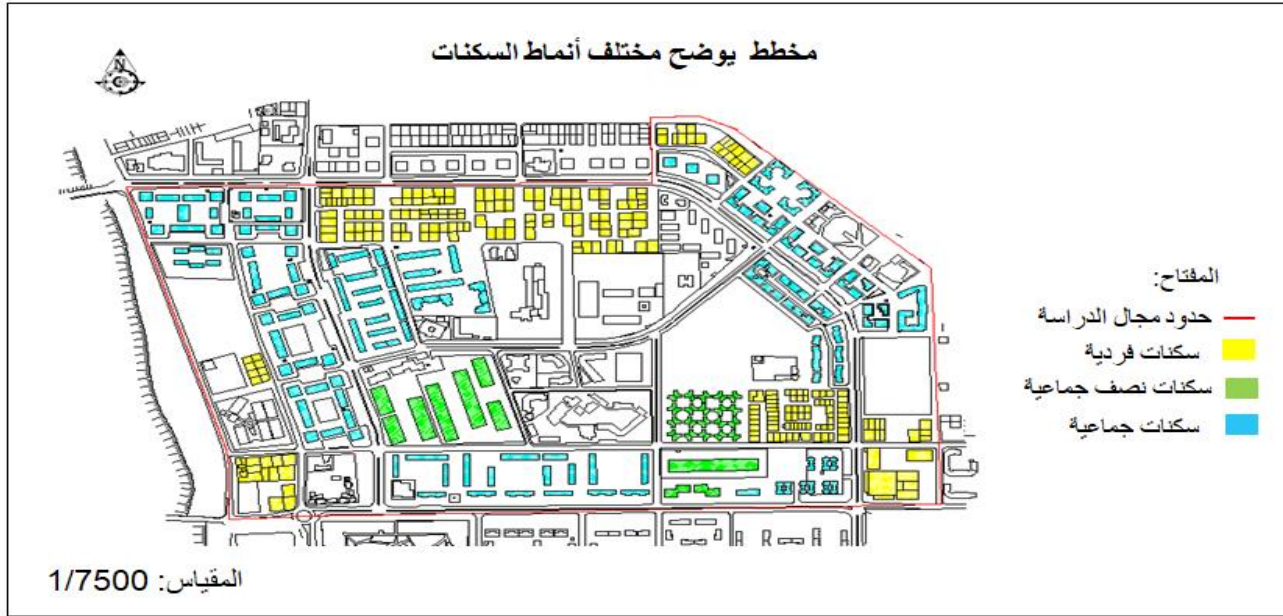 مخطط يوضح مختلف أنماط السكنات
N
المفتاح:
حدود مجال الدراسة
سكنات فردية
سكنات نصف جماعية
سكنات جماعية
المقياس: 1/7500